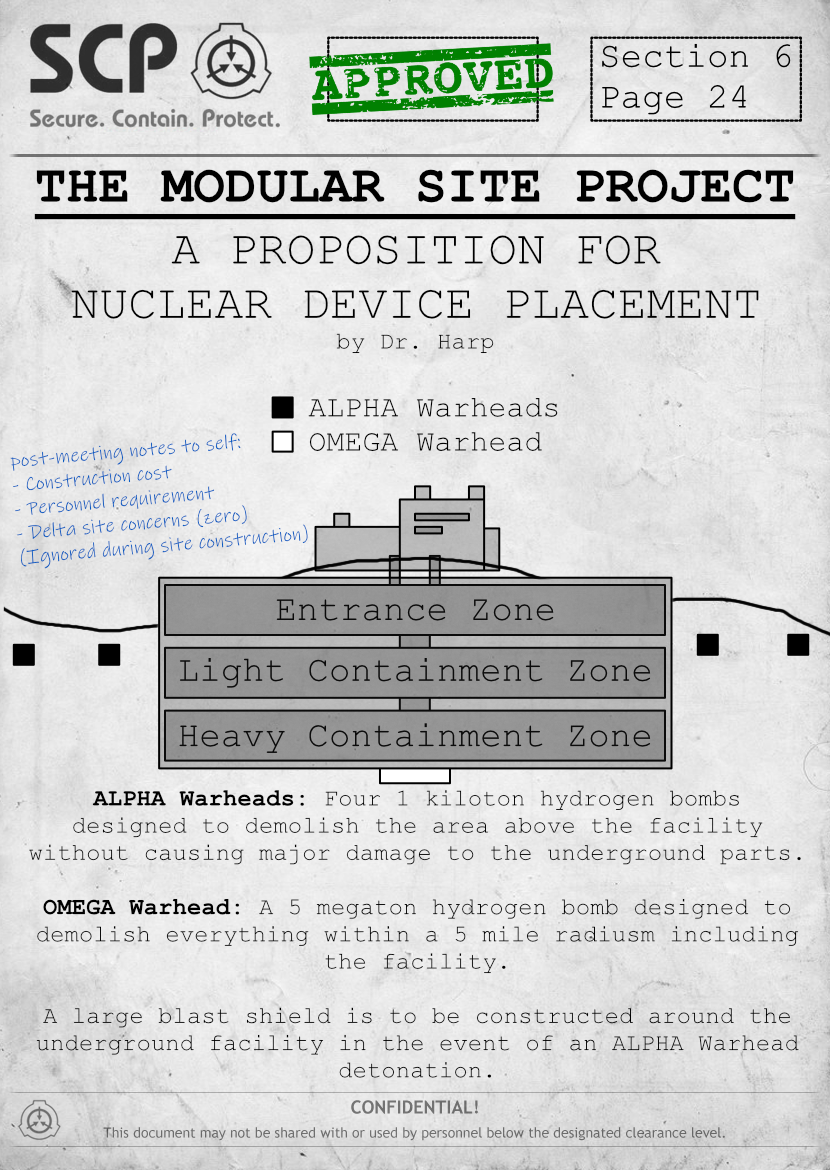 SCP
Secure. Contain. Protect.
APPROVED
Section 6
Page 24
THE MODULAR SITE PROJECT
A PROPOSITION FOR
NUCLEAR DEVICE PLACEMENT
by Dr. Harp
ALPHA Warheads
OMEGA Warhead
post-meeting notes to self:
- Construction cost
- Personnel requirement
- Delta site concerns (zero)
(Ignored during site construction)
Entrance Zone
Light Containment Zone
Heavy Containment Zone
ALPHA Warheads: Four 1 kiloton hydrogen bombs
designed to demolish the area above the facility
without causing major damage to the underground parts.
OMEGA Warhead: A 5 megaton hydrogen bomb designed to
demolish everything within a 5 mile radiusm including
the facility.
A large blast shield is to be constructed around the
underground facility in the event of an ALPHA Warhead
detonation.
CONFIDENTIAL!
This document may not be shared with or used by personnel below the designated clearance level.